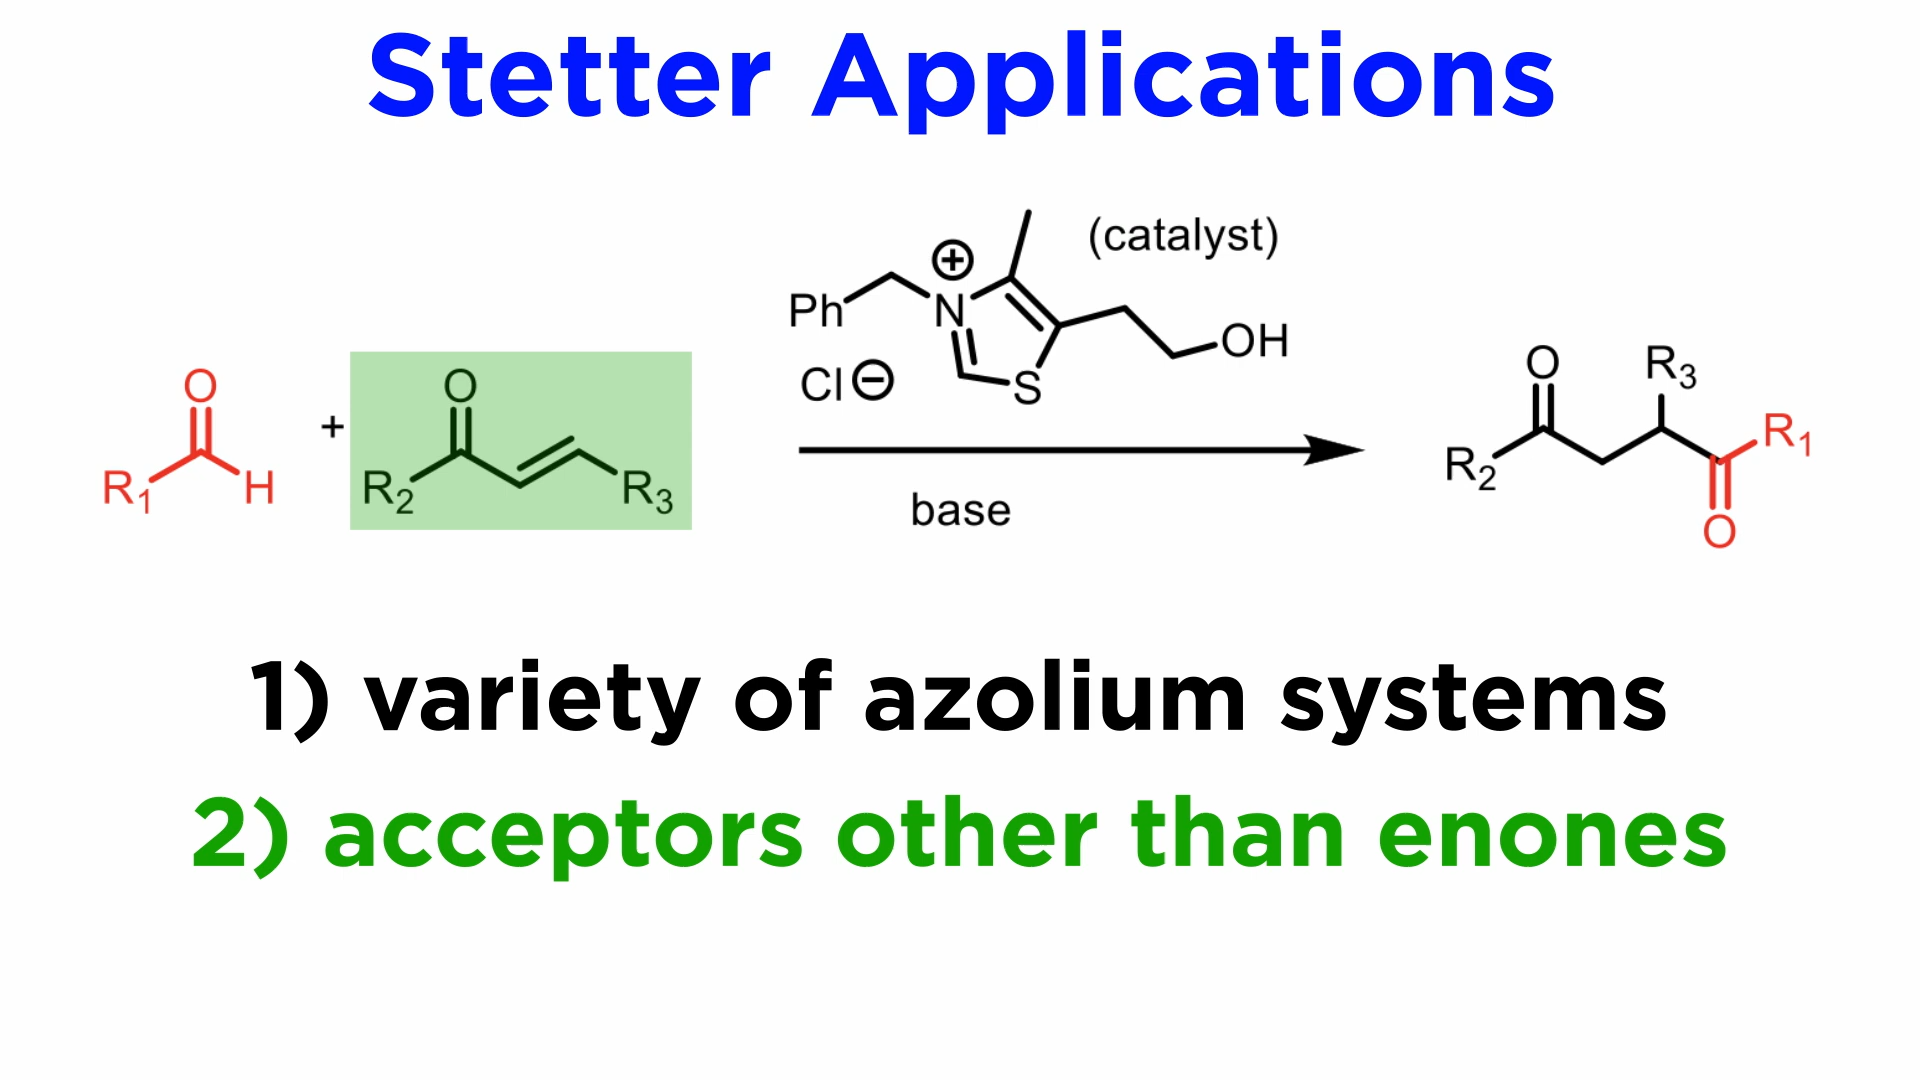 Stetter Applications
(catalyst)
Ph N ⊕
OH
Cl ⊖ S
O
R1 H
+
O
R2 R3
base
O R3
R2 R1
O
1) variety of azolium systems
2) acceptors other than enones